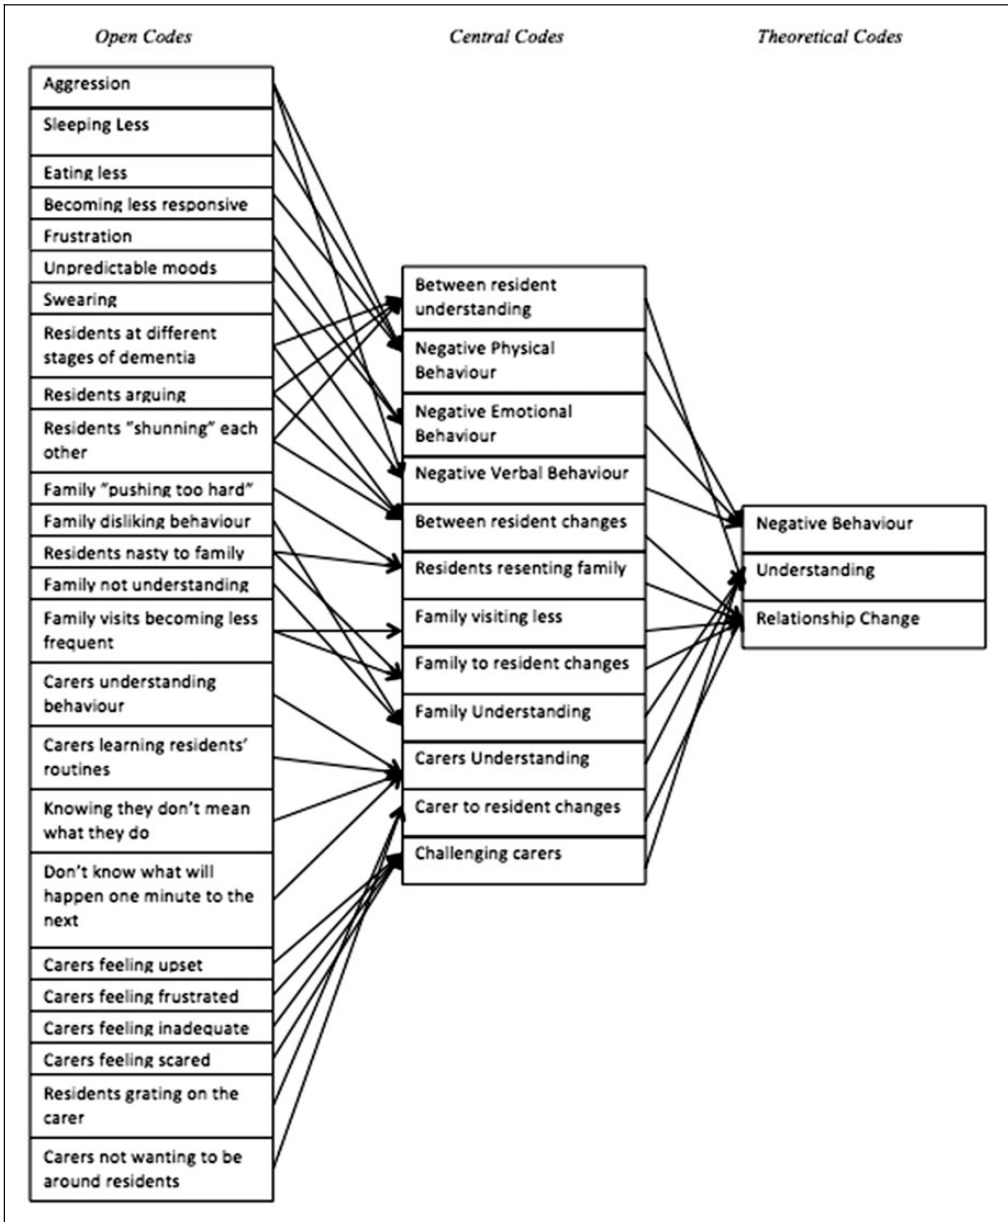 Open Codes
Central Codes
Theoretical Codes
Aggression
Sleeping Less
Eating less
Becoming less responsive
Frustration
Unpredictable moods
Swearing
Residents at different
stages of dementia
Residents arguing
Residents "shunning" each
other
Family "pushing too hard"
Family disliking behaviour
Residents nasty to family
Family not understanding
Family visits becoming less
frequent
Carers understanding
behaviour
Carers learning residents'
routines
Knowing they don't mean
what they do
Don't know what will
happen one minute to the
next
Carers feeling upset
Carers feeling frustrated
Carers feeling inadequate
Carers feeling scared
Residents grating on the
carer
Carers not wanting to be
around residents
Between resident
understanding
Negative Physical
Behaviour
Negative Emotional
Behaviour
Negative Verbal Behaviour
Between resident changes
Residents resenting family
Family visiting less
Family to resident changes
Family Understanding
Carers Understanding
Carer to resident changes
Challenging carers
Negative Behaviour
Understanding
Relationship Change